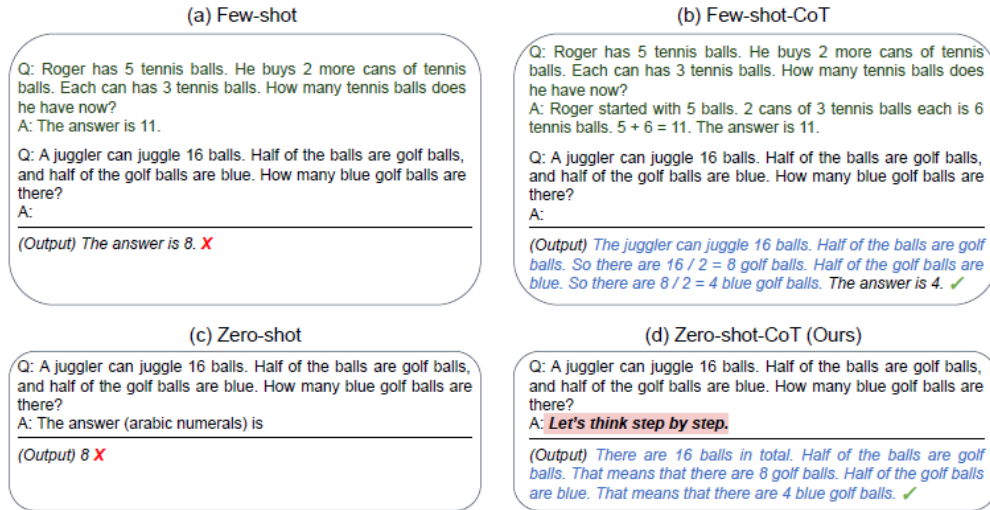 (a) Few-shot
Q: Roger has 5 tennis balls. He buys 2 more cans of tennis
balls. Each can has 3 tennis balls. How many tennis balls does
he have now?
A: The answer is 11.
Q: A juggler can juggle 16 balls. Half of the balls are golf balls,
and half of the golf balls are blue. How many blue golf balls are
there?
A:
(Output) The answer is 8. X
(b) Few-shot-CoT
Q: Roger has 5 tennis balls. He buys 2 more cans of tennis
balls. Each can has 3 tennis balls. How many tennis balls does
he have now?
A: Roger started with 5 balls. 2 cans of 3 tennis balls each is 6
tennis balls. 5 + 6 = 11. The answer is 11.
Q: A juggler can juggle 16 balls. Half of the balls are golf balls,
and half of the golf balls are blue. How many blue golf balls are
there?
A:
(Output) The juggler can juggle 16 balls. Half of the balls are golf
balls. So there are 16 / 2 = 8 golf balls. Half of the golf balls are
blue. So there are 8 / 2 = 4 blue golf balls. The answer is 4. ✓
(c) Zero-shot
Q: A juggler can juggle 16 balls. Half of the balls are golf balls,
and half of the golf balls are blue. How many blue golf balls are
there?
A: The answer (arabic numerals) is
(Output) 8 X
(d) Zero-shot-CoT (Ours)
Q: A juggler can juggle 16 balls. Half of the balls are golf balls,
and half of the golf balls are blue. How many blue golf balls are
there?
A: Let's think step by step.
(Output) There are 16 balls in total. Half of the balls are golf
balls. That means that there are 8 golf balls. Half of the golf balls
are blue. That means that there are 4 blue golf balls. ✓